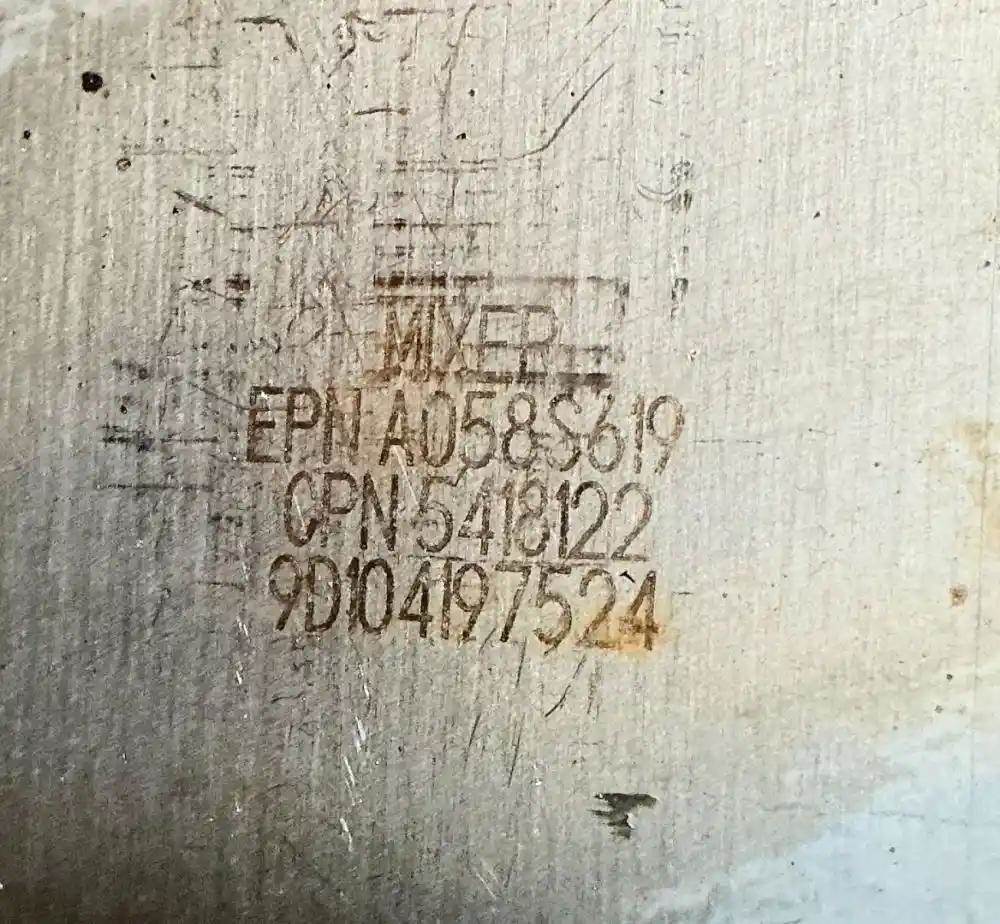 MIXER
EPN A058S619
CPN 5418122
9D104197524